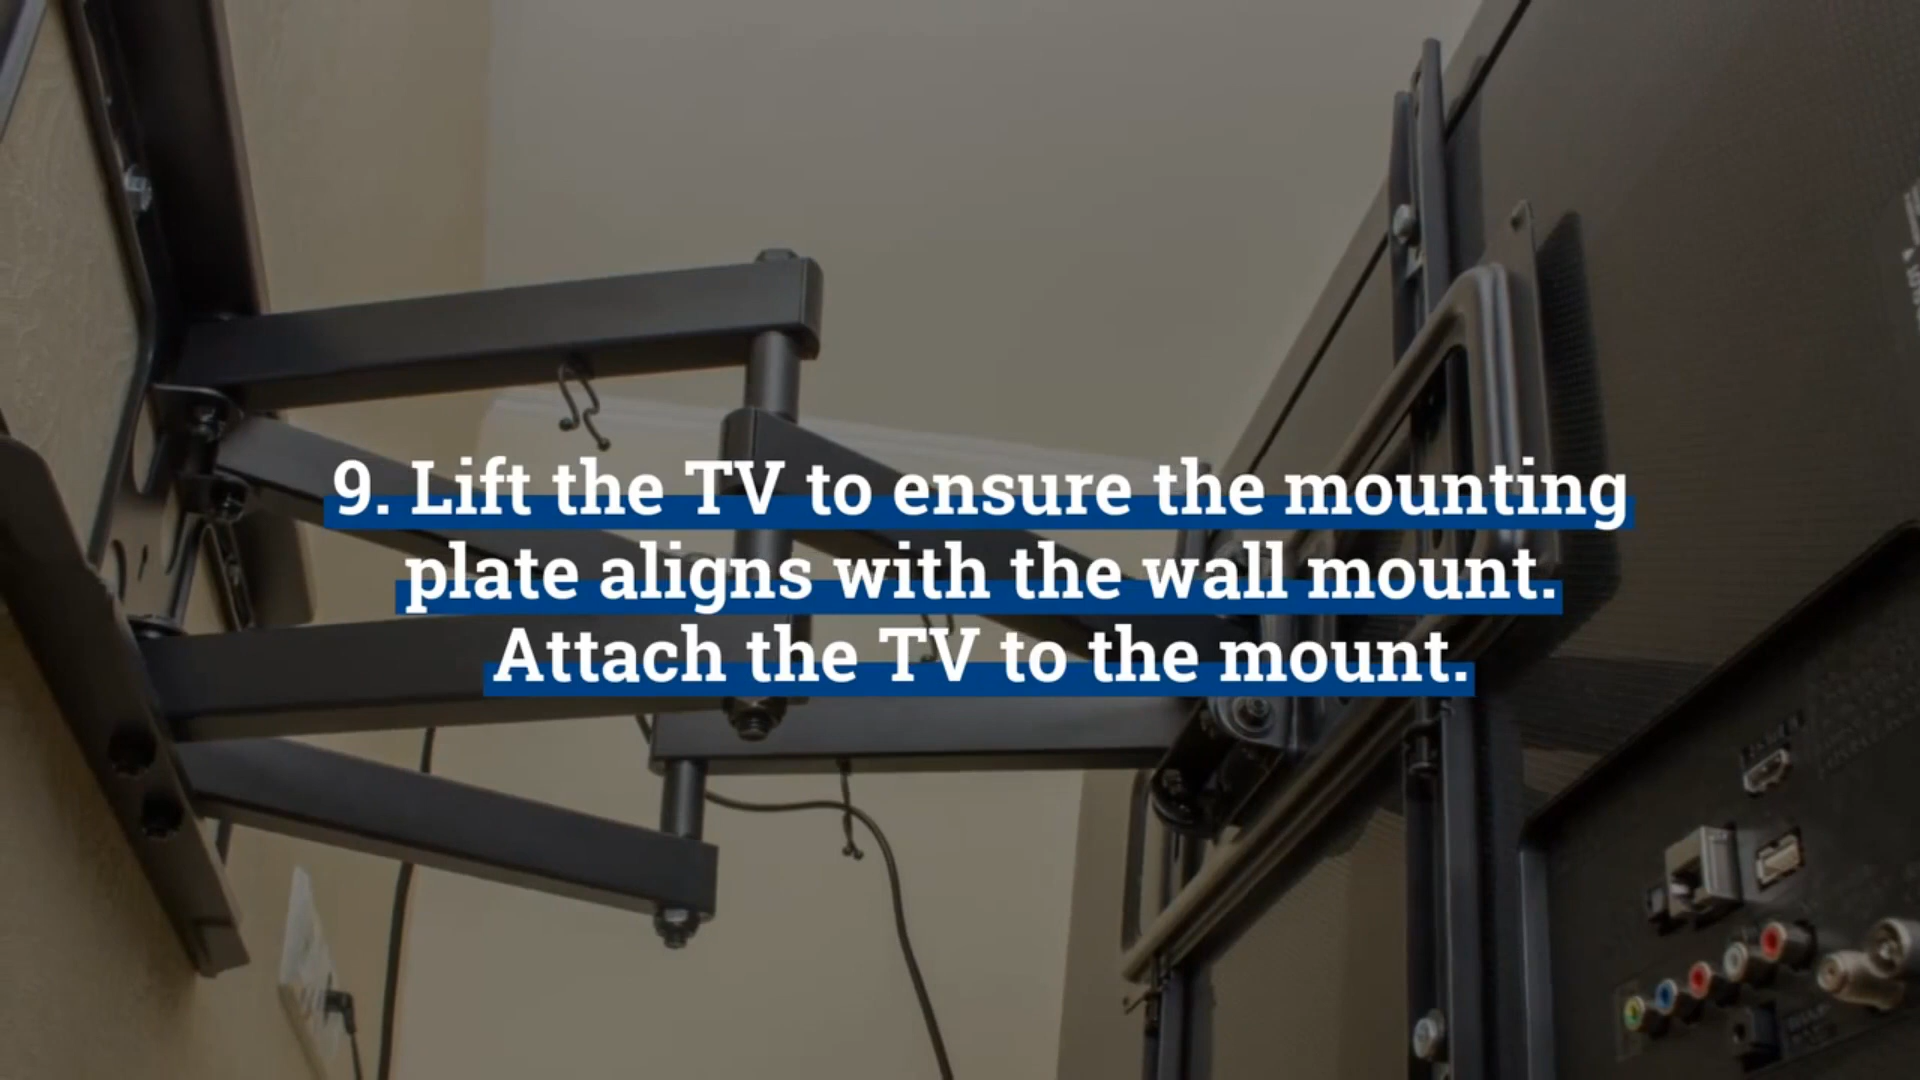 9. Lift the TV to ensure the mounting
plate aligns with the wall mount.
Attach the TV to the mount.